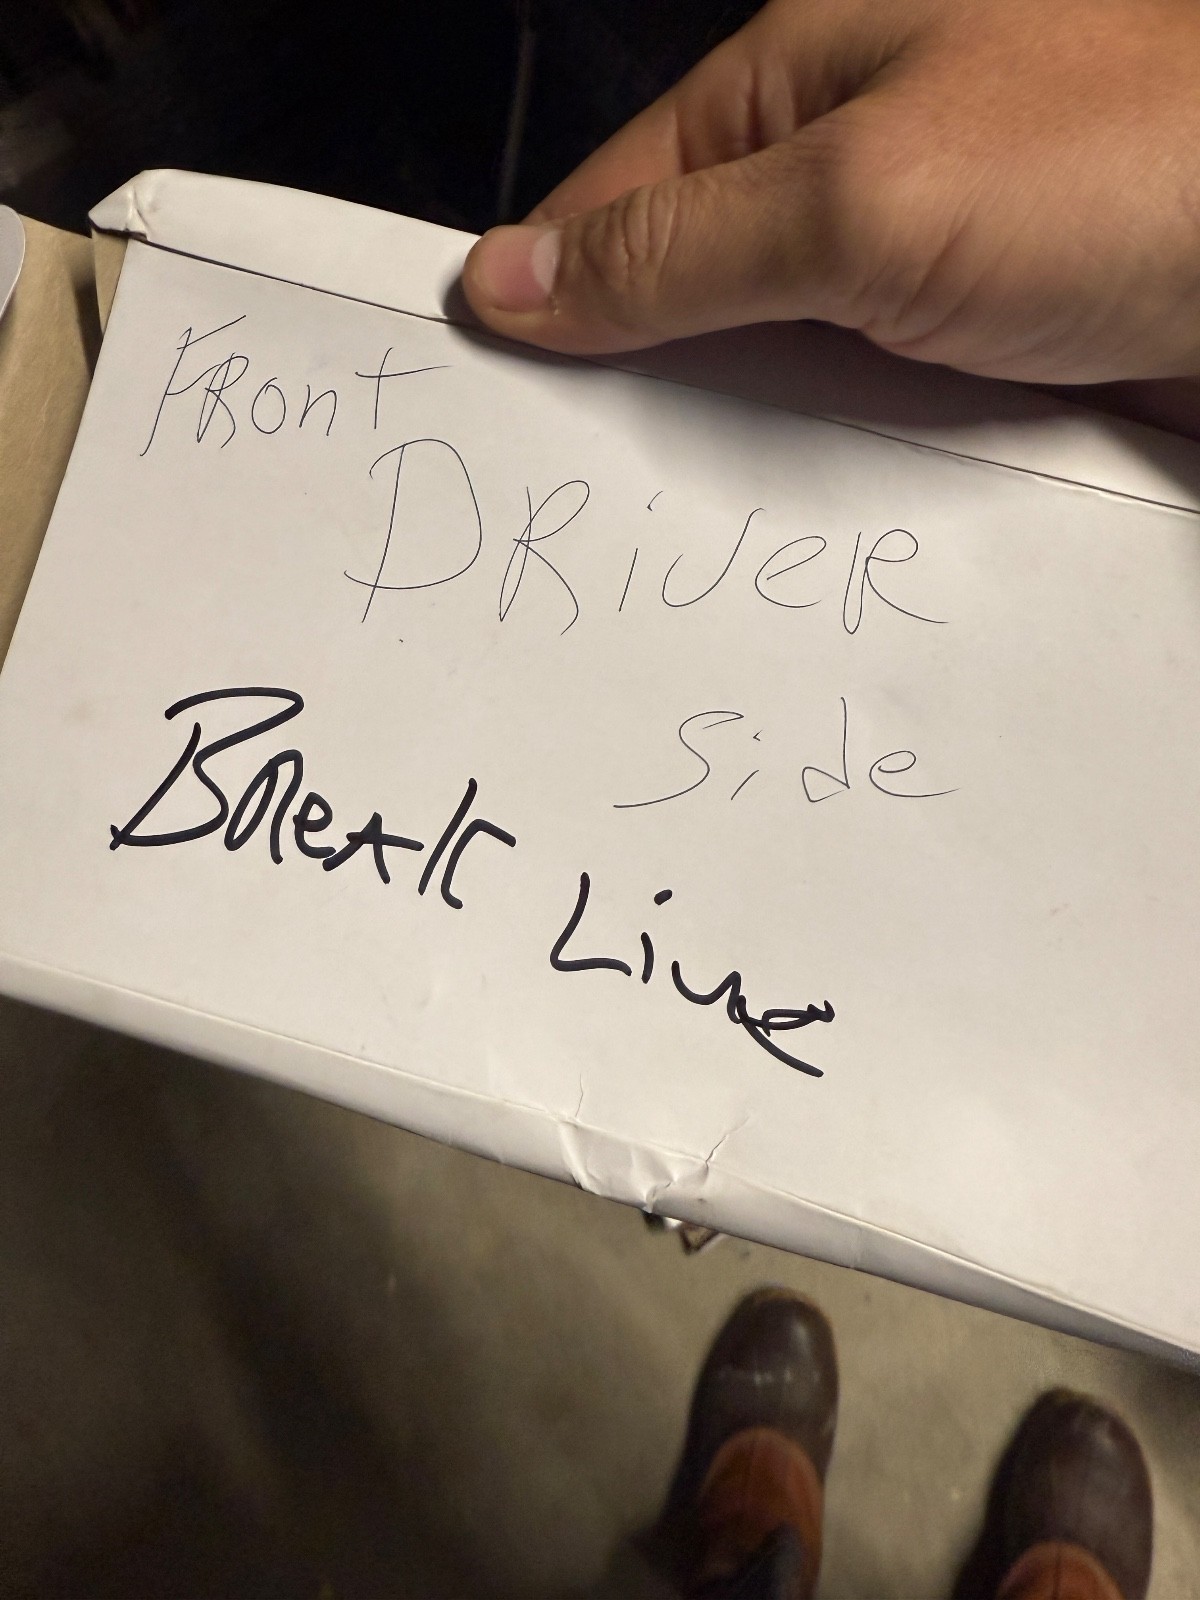 FRont
DRiveR
Side
BReak Line